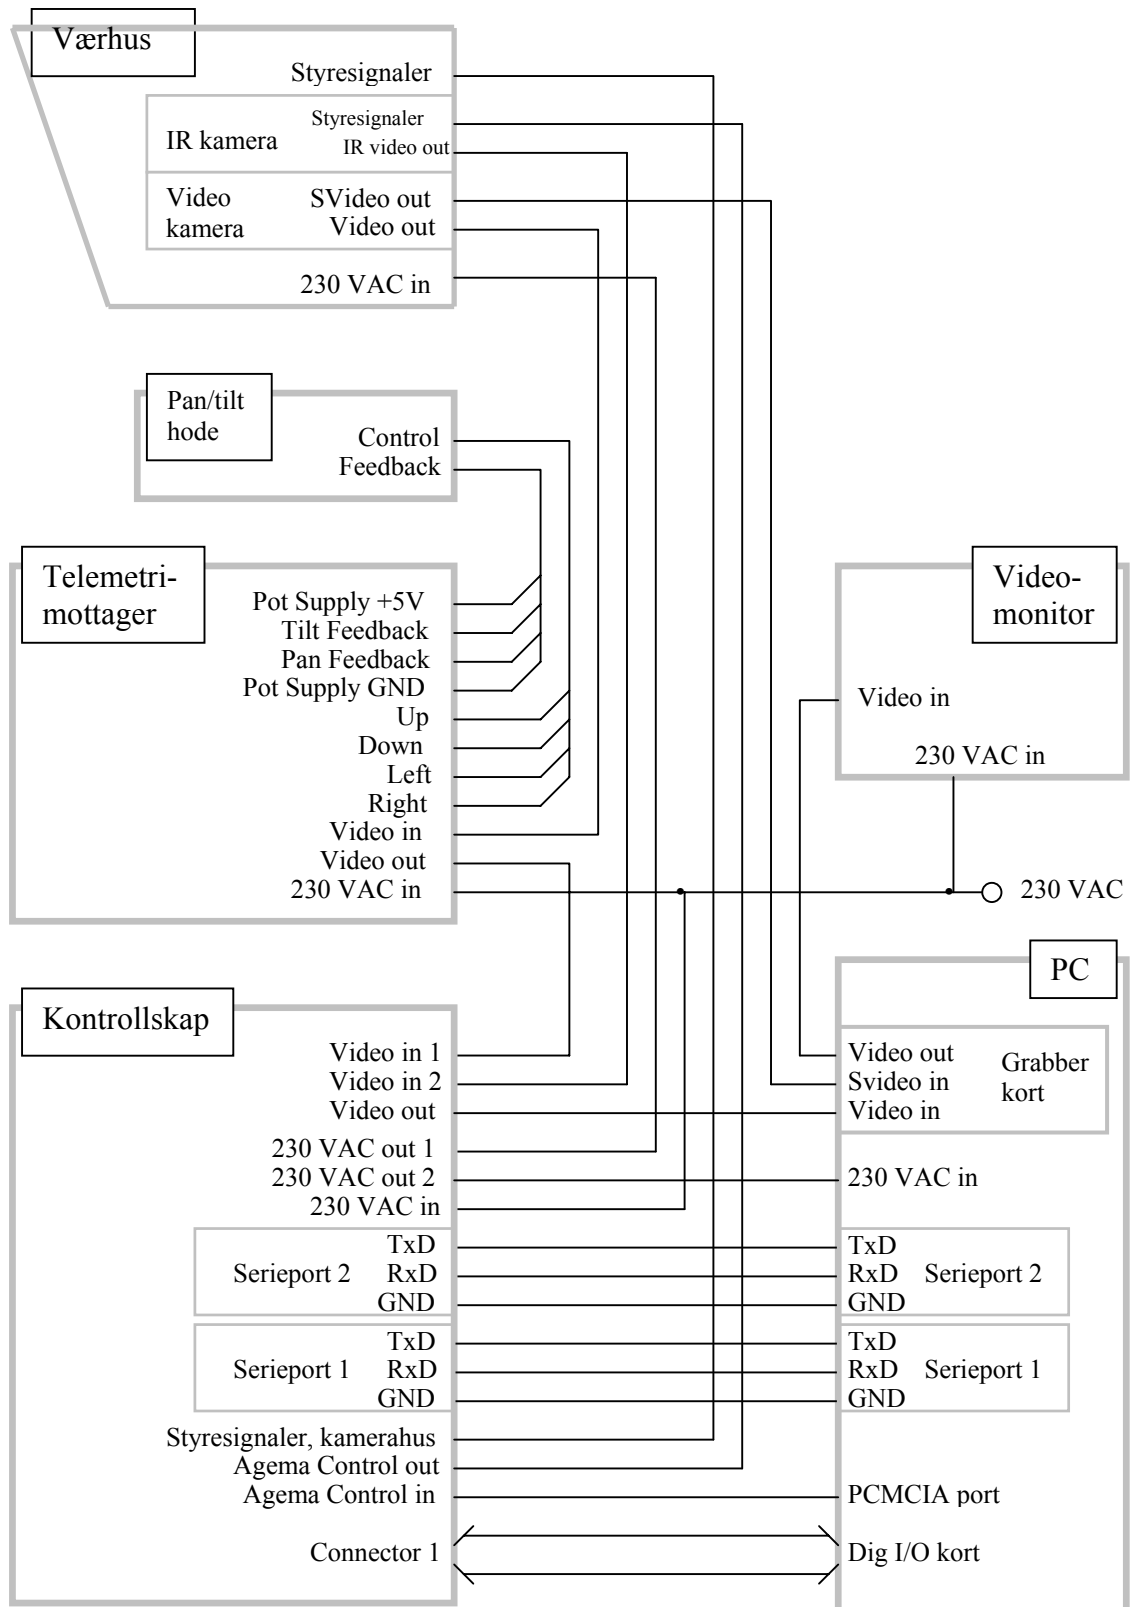 Værhus
Styresignaler
IR kamera
Styresignaler
IR video out
Video
kamera
SVideo out
Video out
230 VAC in
Pan/tilt
hode
Control
Feedback
Telemetri-
mottager
Pot Supply +5V
Tilt Feedback
Pan Feedback
Pot Supply GND
Up
Down
Left
Right
Video in
Video out
230 VAC in
Video-
monitor
Video in
230 VAC in
230 VAC
Kontrollskap
Video in 1
Video in 2
Video out
230 VAC out 1
230 VAC out 2
230 VAC in
Serieport 2
TxD
RxD
GND
Serieport 1
TxD
RxD
GND
Styresignaler, kamerahus
Agema Control out
Agema Control in
Connector 1
PC
Video out
Svideo in
Video in
Grabber
kort
230 VAC in
TxD
RxD
GND
Serieport 2
TxD
RxD
GND
Serieport 1
PCMCIA port
Dig I/O kort